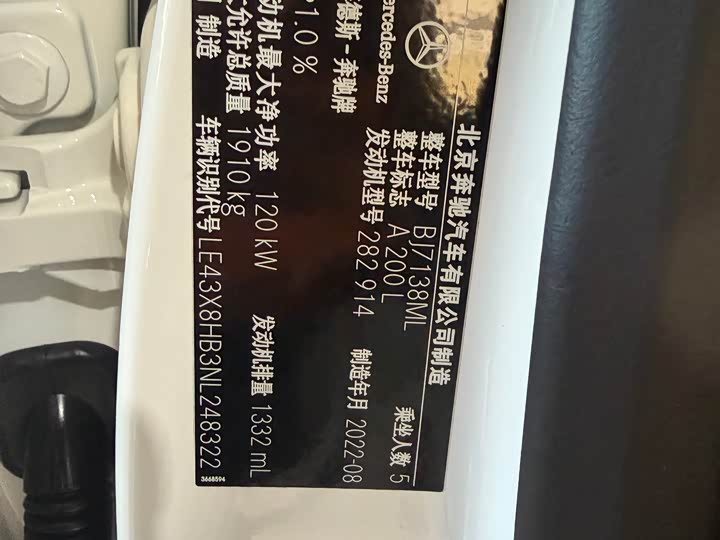 北京奔驰汽车有限公司制造
Mercedes-Benz
整车型号 BJ7138ML
整车标志 A 200 L 乘坐人数 5
德斯-奔驰牌 发动机型号 282 914 制造年月 2022-08
1.0 %
机最大净功率 120 kW 发动机排量 1332 mL
允许总质量 1910 kg
制造 车辆识别代号 LE43X8HB3NL248322
3668594